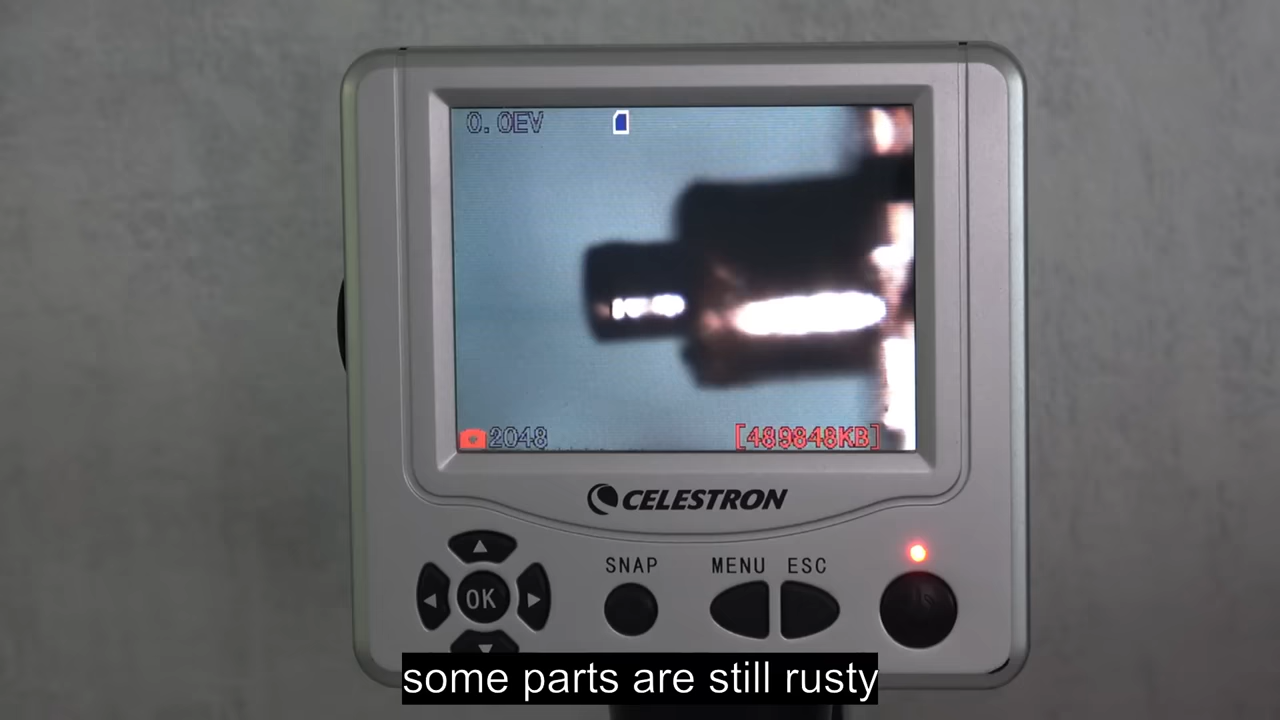 0.0EV
2048
[489848KB]
CELESTRON
SNAP
MENU ESC
OK
some parts are still rusty